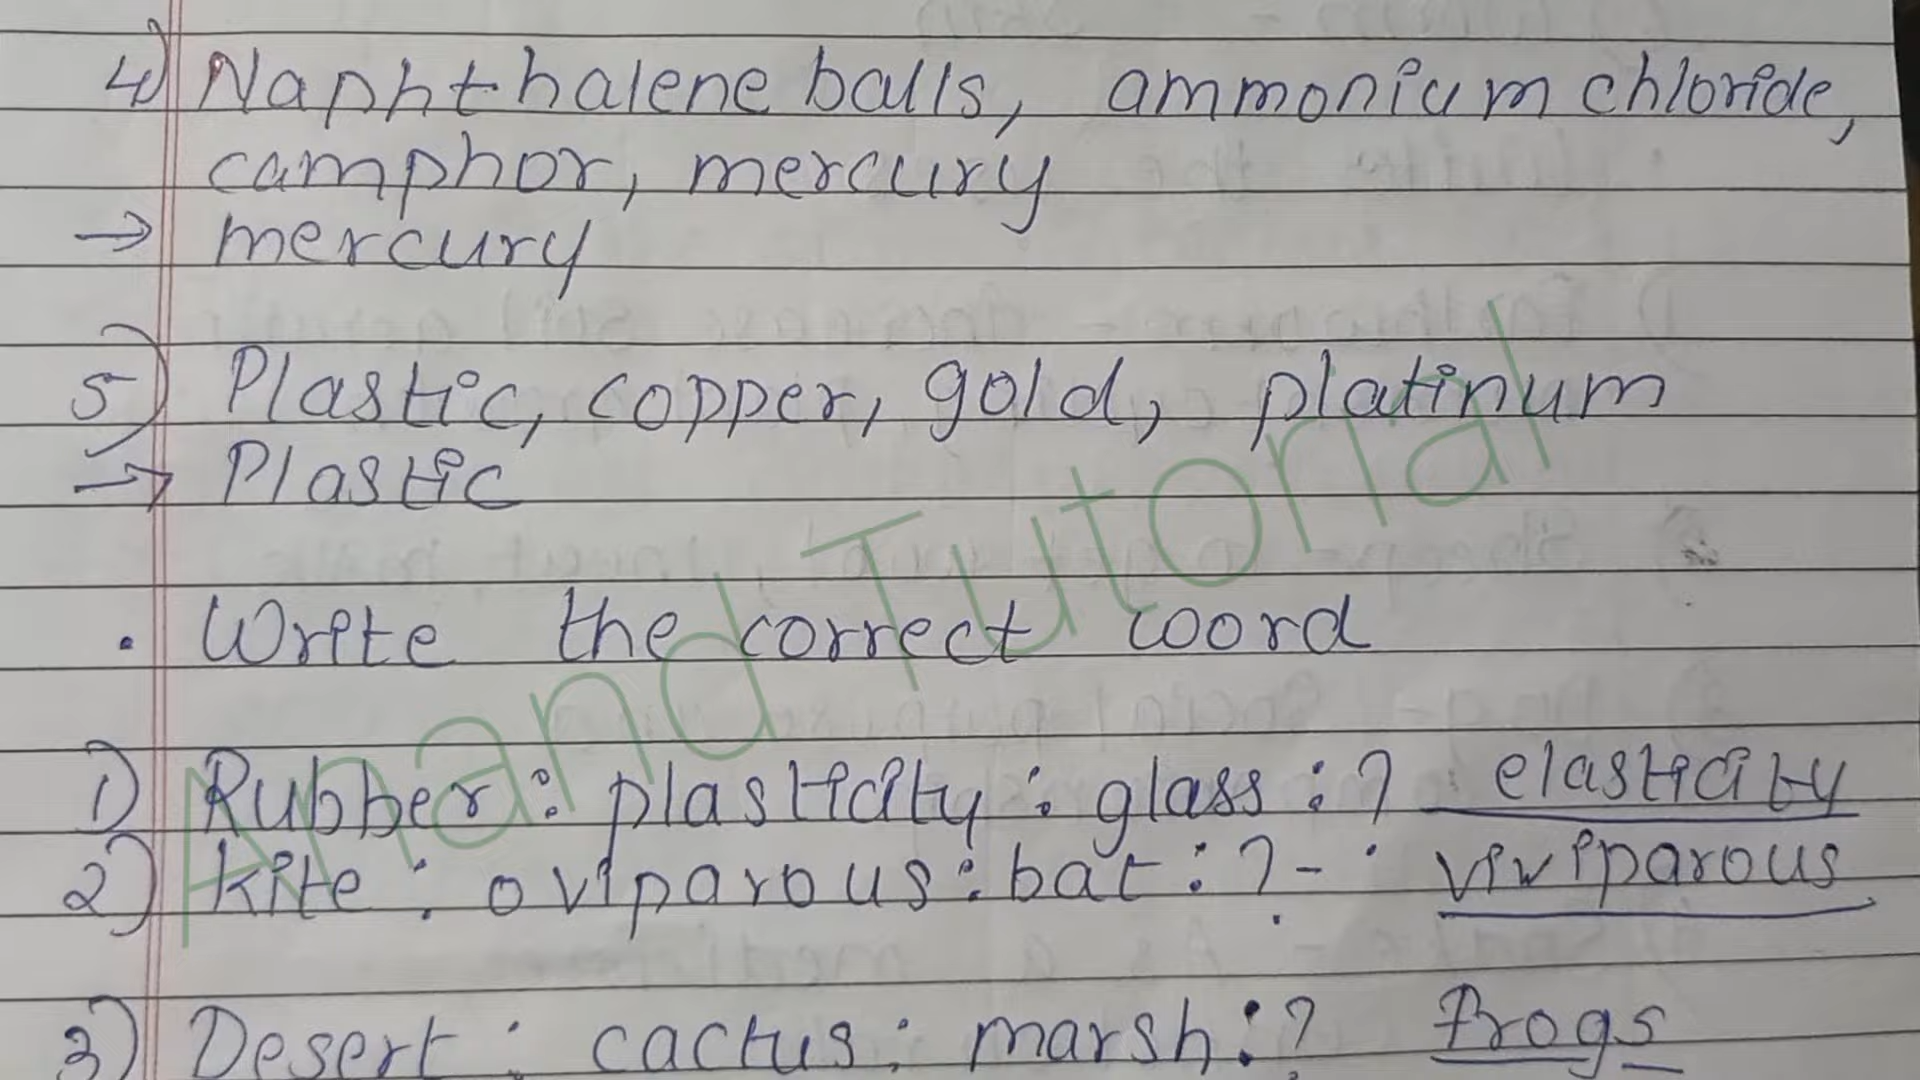 4) Naphthalene balls, ammonium chloride,
camphor, mercury
→ mercury
5) Plastic, copper, gold, platinum
→ Plastic
. Write the correct word
1) Rubber : plasticity : glass : ? elasticity
2) kite : oviparous : bat : ? - viviparous
3) Desert : cactus : marsh : ? Frogs
Anand Tutorial